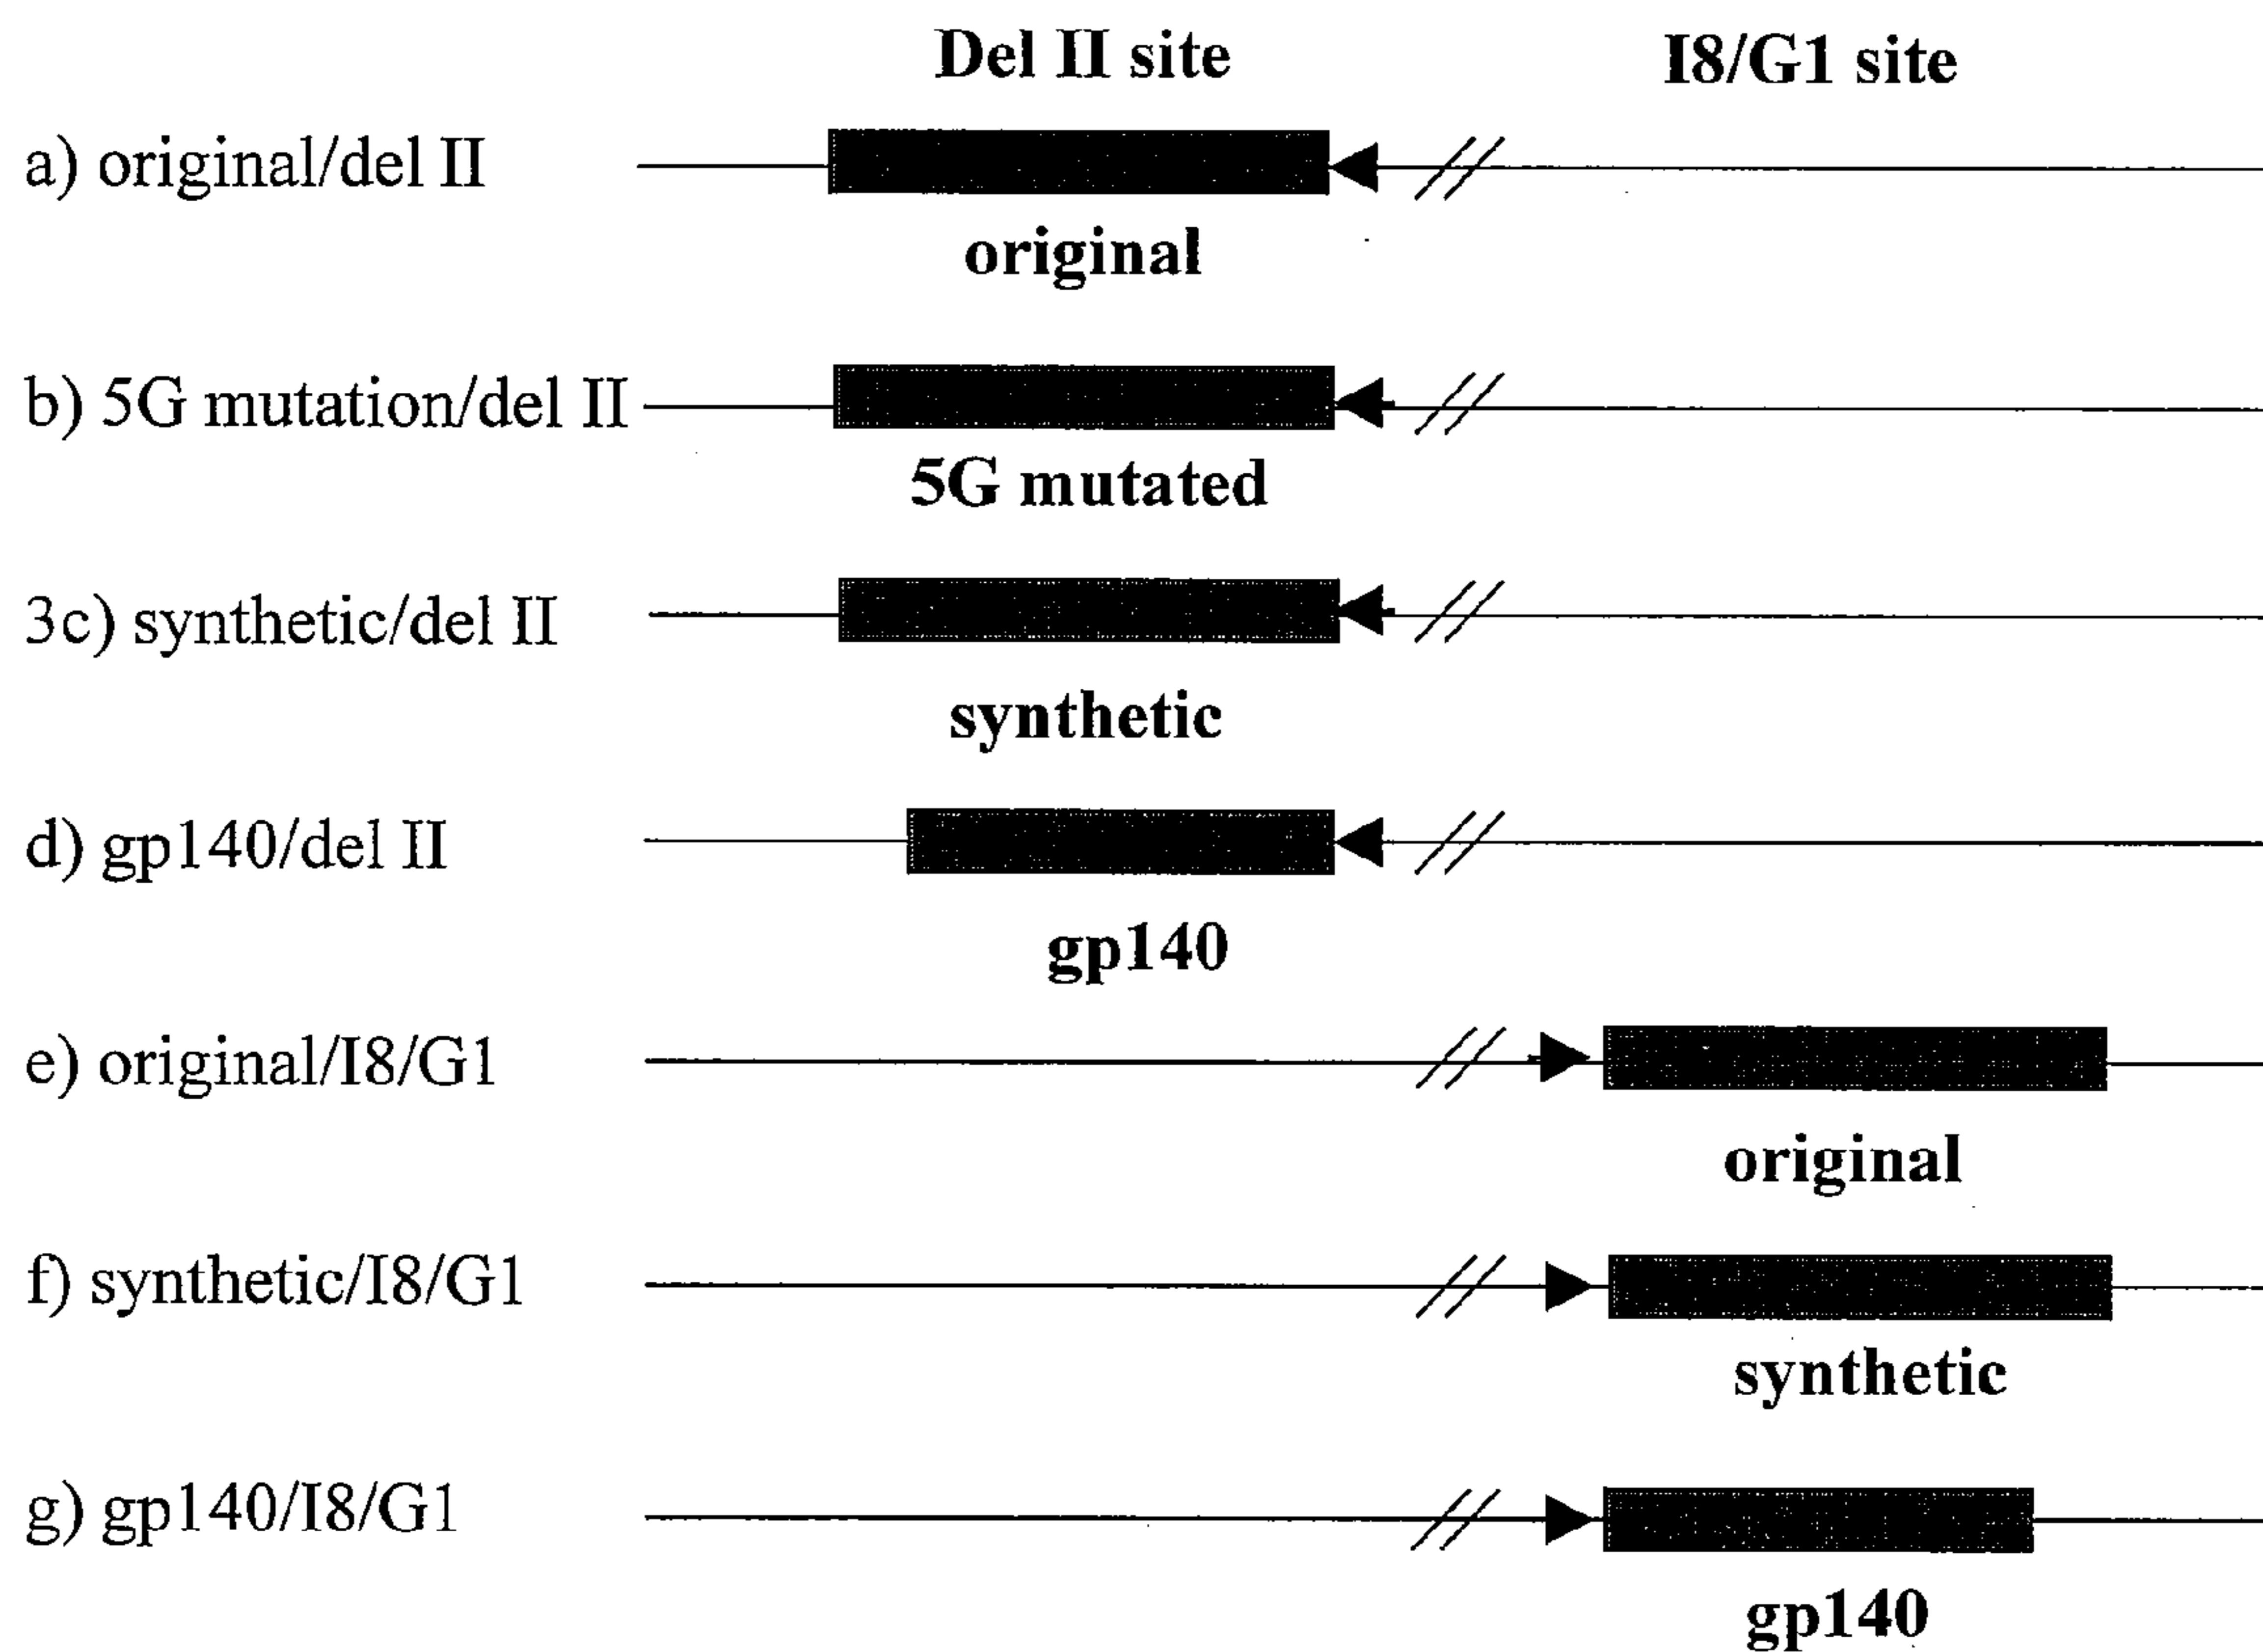 Del II site
I8/G1 site
a) original/del II
original
b) 5G mutation/del II
5G mutated
3c) synthetic/del II
synthetic
d) gp140/del II
gp140
e) original/I8/G1
original
f) synthetic/I8/G1
synthetic
g) gp140/I8/G1
gp140